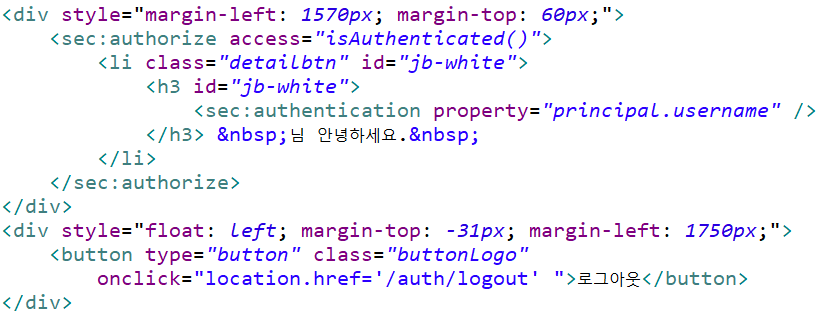 <div style="margin-left: 1570px; margin-top: 60px;">
    <sec:authorize access="isAuthenticated()">
        <li class="detailbtn" id="jb-white">
            <h3 id="jb-white">
                <sec:authentication property="principal.username" />
            </h3> &nbsp;님 안녕하세요.&nbsp;
        </li>
    </sec:authorize>
</div>
<div style="float: left; margin-top: -31px; margin-left: 1750px;">
    <button type="button" class="buttonLogo"
        onclick="location.href='/auth/logout' ">로그아웃</button>
</div>